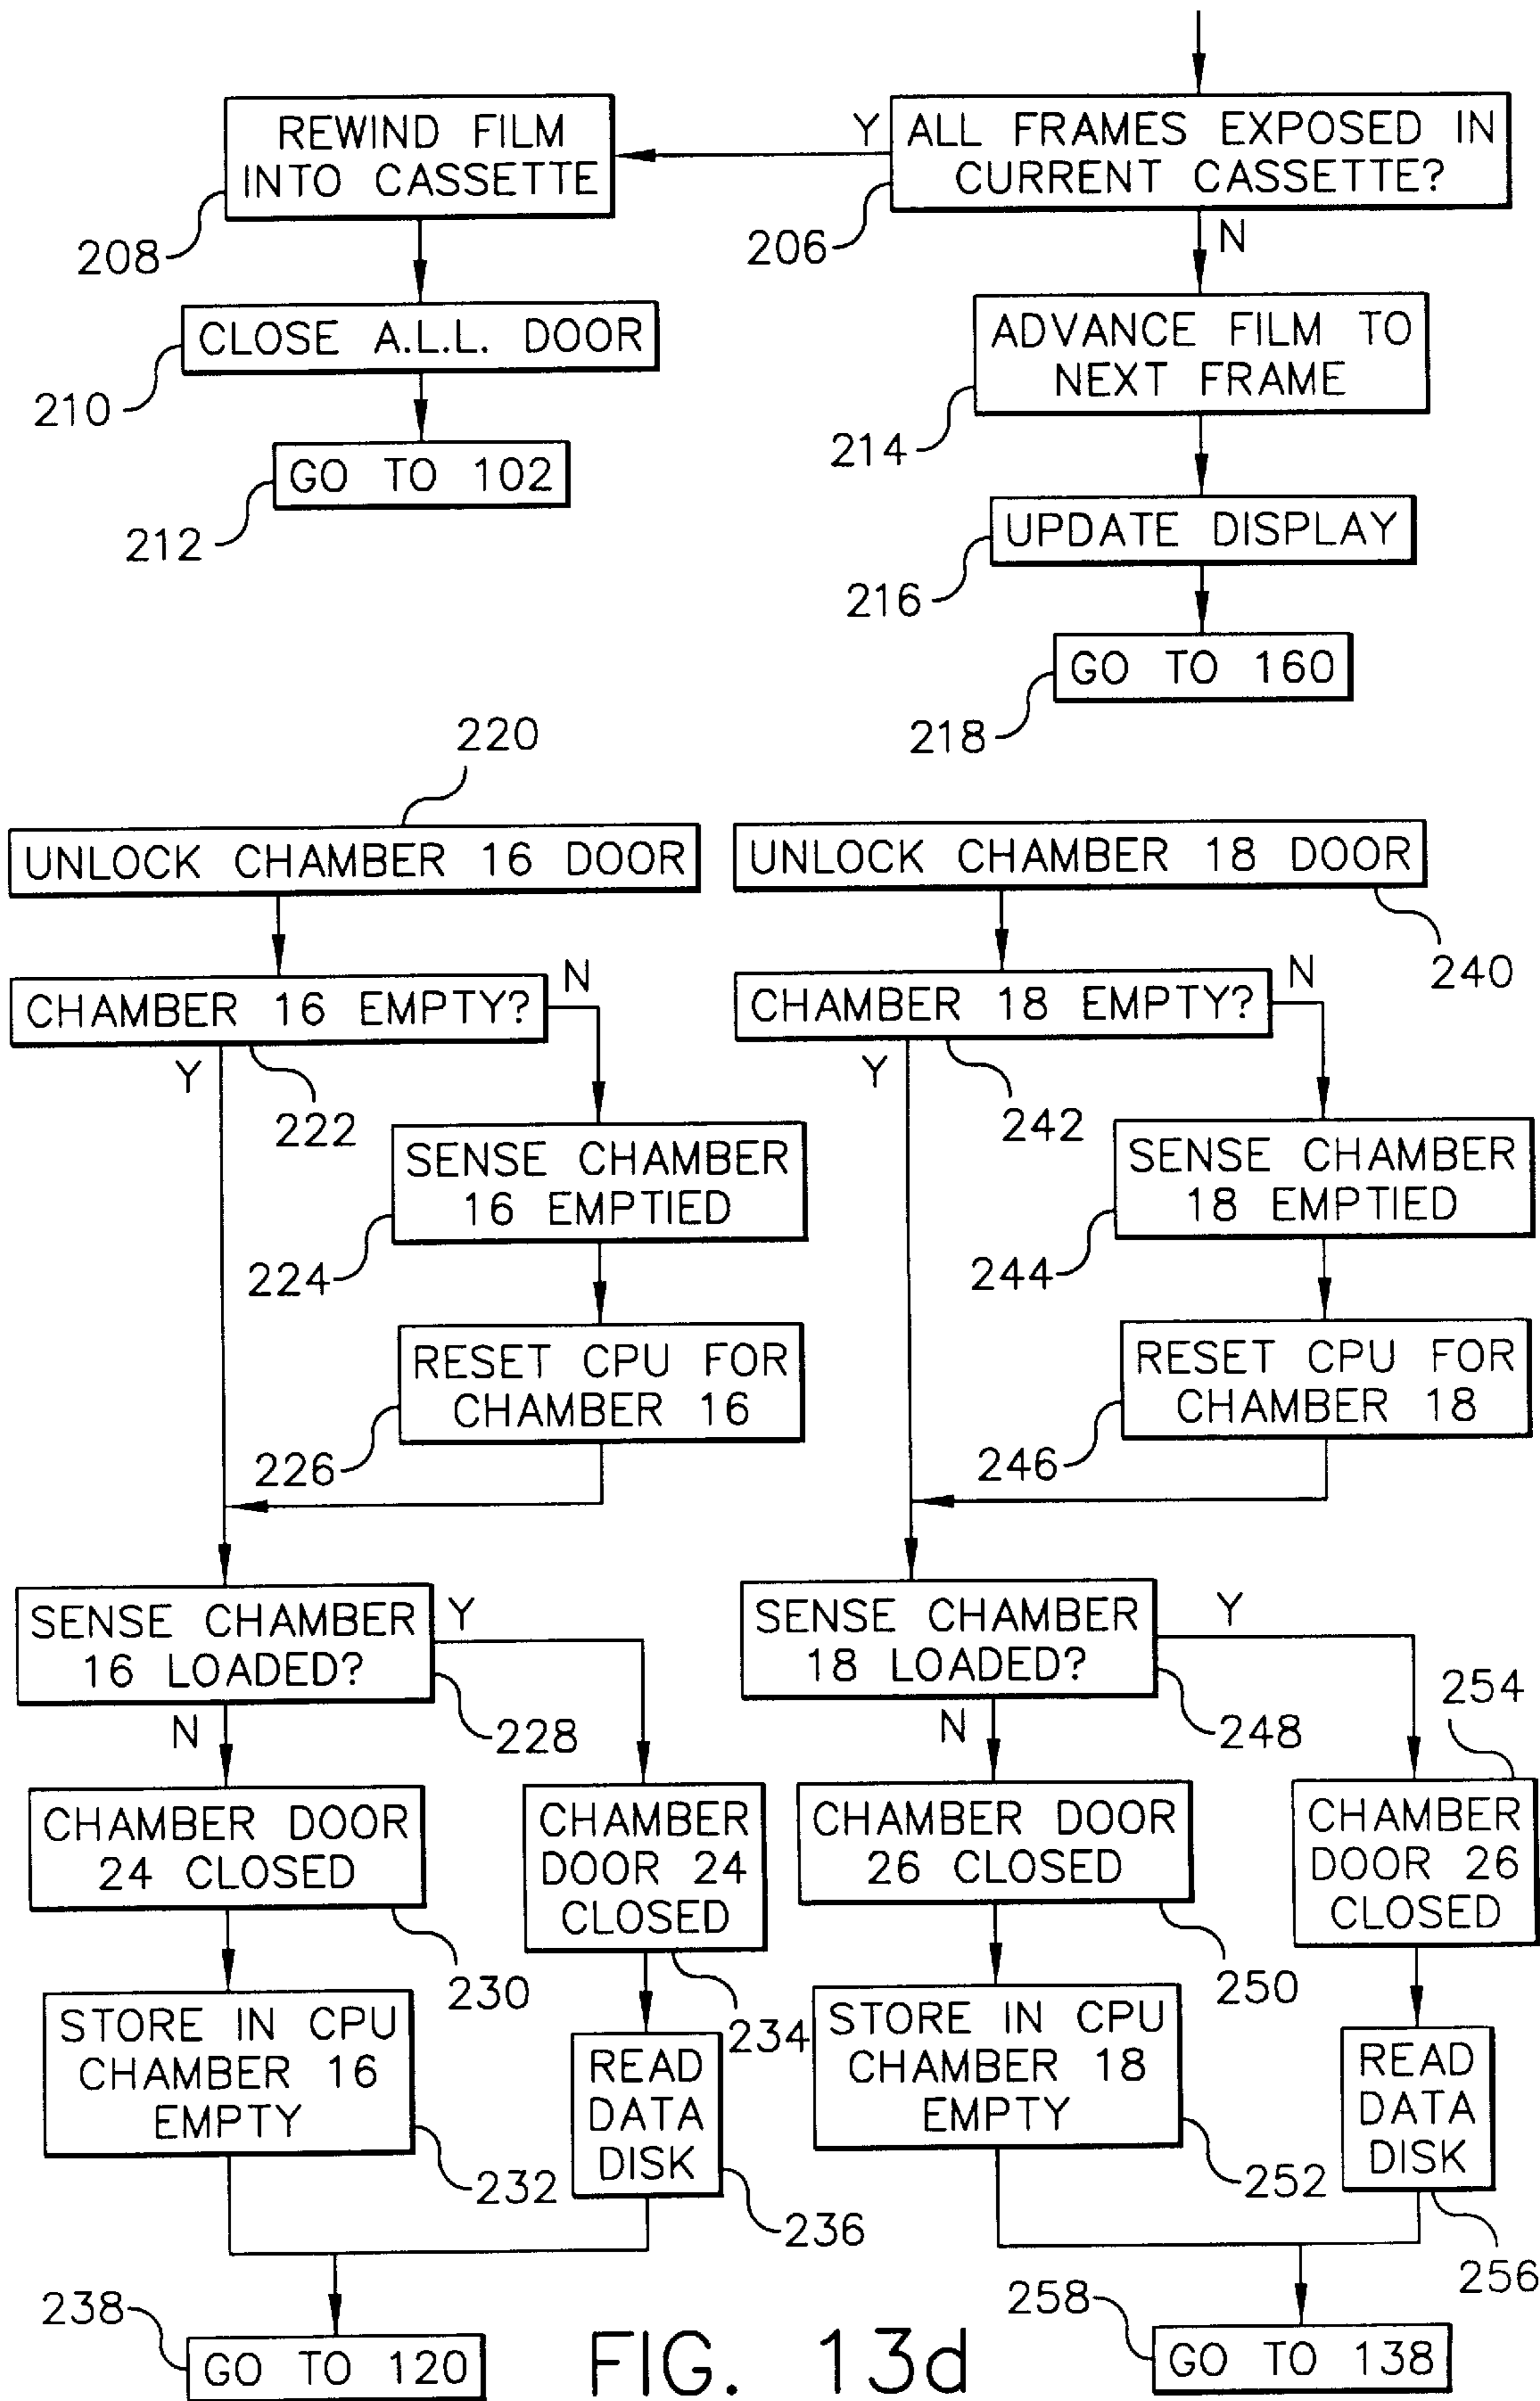 REWIND FILM
INTO CASSETTE
208
Y
ALL FRAMES EXPOSED IN
CURRENT CASSETTE?
206
N
CLOSE A.L.L. DOOR
210
GO TO 102
212
ADVANCE FILM TO
NEXT FRAME
214
UPDATE DISPLAY
216
GO TO 160
218
220
UNLOCK CHAMBER 16 DOOR
CHAMBER 16 EMPTY?
N
Y
222
SENSE CHAMBER
16 EMPTIED
224
RESET CPU FOR
CHAMBER 16
226
SENSE CHAMBER
16 LOADED?
Y
N
228
CHAMBER DOOR
24 CLOSED
230
STORE IN CPU
CHAMBER 16
EMPTY
232
CHAMBER
DOOR 24
CLOSED
234
READ
DATA
DISK
236
238
GO TO 120
UNLOCK CHAMBER 18 DOOR
240
CHAMBER 18 EMPTY?
N
Y
242
SENSE CHAMBER
18 EMPTIED
244
RESET CPU FOR
CHAMBER 18
246
SENSE CHAMBER
18 LOADED?
Y
N
248
CHAMBER DOOR
26 CLOSED
250
STORE IN CPU
CHAMBER 18
EMPTY
252
254
CHAMBER
DOOR 26
CLOSED
READ
DATA
DISK
256
258
GO TO 138
FIG. 13d